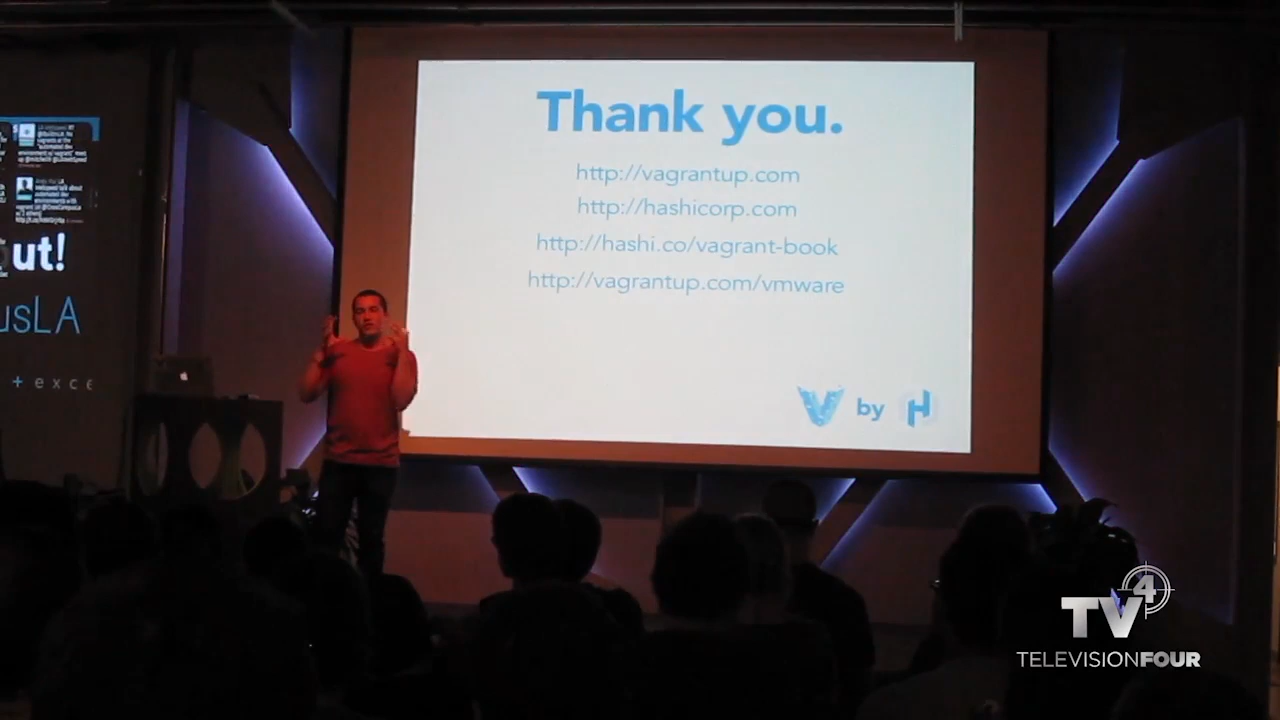 Thank you.
http://vagrantup.com
http://hashicorp.com
http://hashi.co/vagrant-book
http://vagrantup.com/vmware
V by H
ut!
usLA
+ exce
TV4
TELEVISIONFOUR